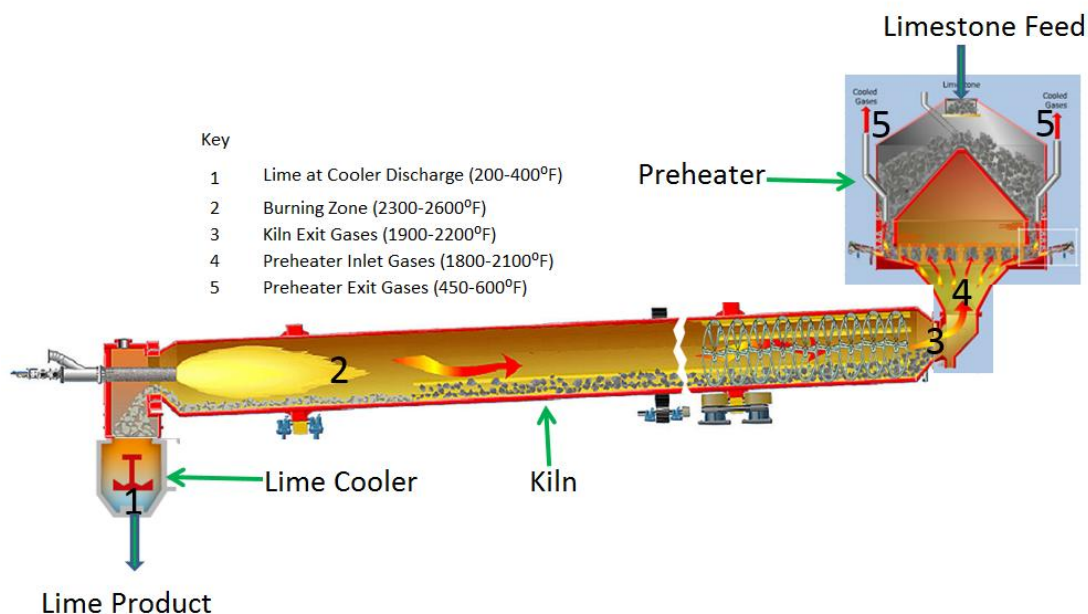 Limestone Feed
Limestone
Cooled
Gases
Cooled
Gases
5
5
Key
1 Lime at Cooler Discharge (200-400⁰F)
2 Burning Zone (2300-2600⁰F)
3 Kiln Exit Gases (1900-2200⁰F)
4 Preheater Inlet Gases (1800-2100⁰F)
5 Preheater Exit Gases (450-600⁰F)
Preheater
4
3
2
Lime Cooler
Kiln
1
Lime Product